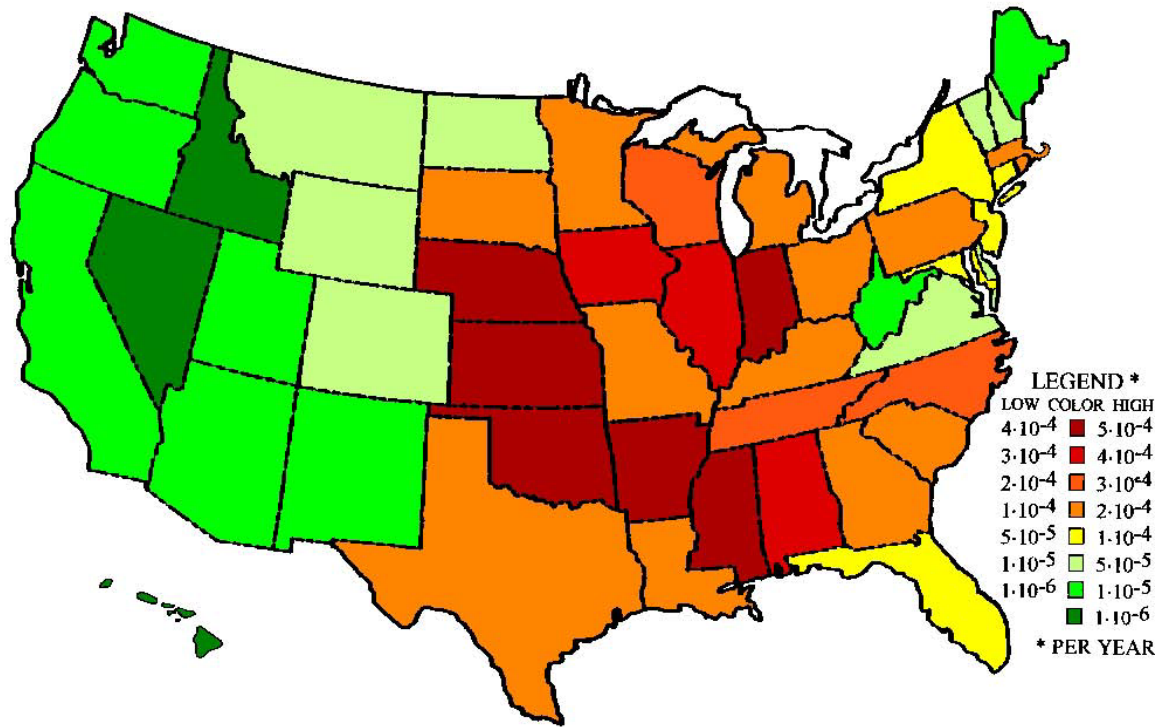 LEGEND *
LOW COLOR HIGH
4·10⁻⁴ 5·10⁻⁴
3·10⁻⁴ 4·10⁻⁴
2·10⁻⁴ 3·10⁻⁴
1·10⁻⁴ 2·10⁻⁴
5·10⁻⁵ 1·10⁻⁴
1·10⁻⁵ 5·10⁻⁵
1·10⁻⁶ 1·10⁻⁵
1·10⁻⁶
* PER YEAR